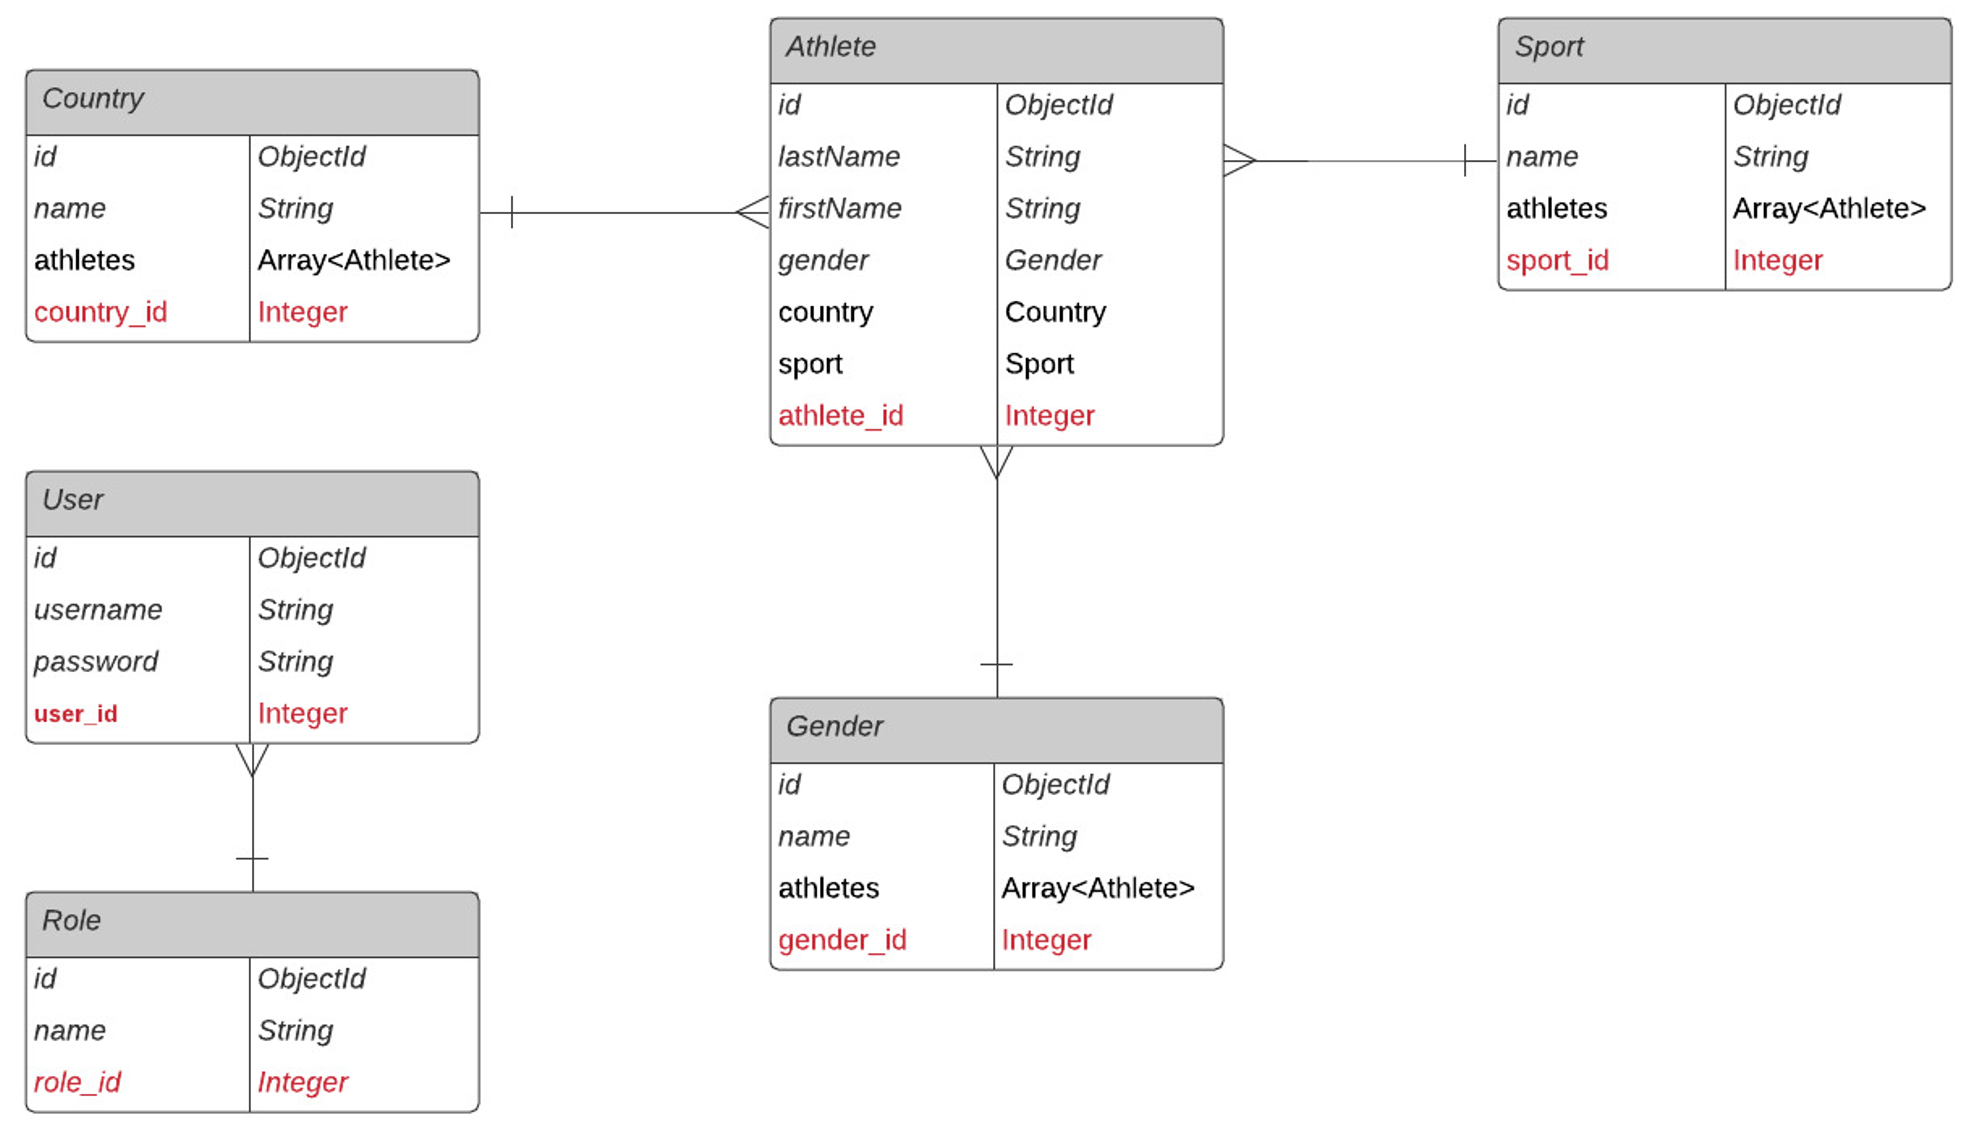 Country
id ObjectId
name String
athletes Array<Athlete>
country_id Integer
Athlete
id ObjectId
lastName String
firstName String
gender Gender
country Country
sport Sport
athlete_id Integer
Sport
id ObjectId
name String
athletes Array<Athlete>
sport_id Integer
User
id ObjectId
username String
password String
user_id Integer
Gender
id ObjectId
name String
athletes Array<Athlete>
gender_id Integer
Role
id ObjectId
name String
role_id Integer